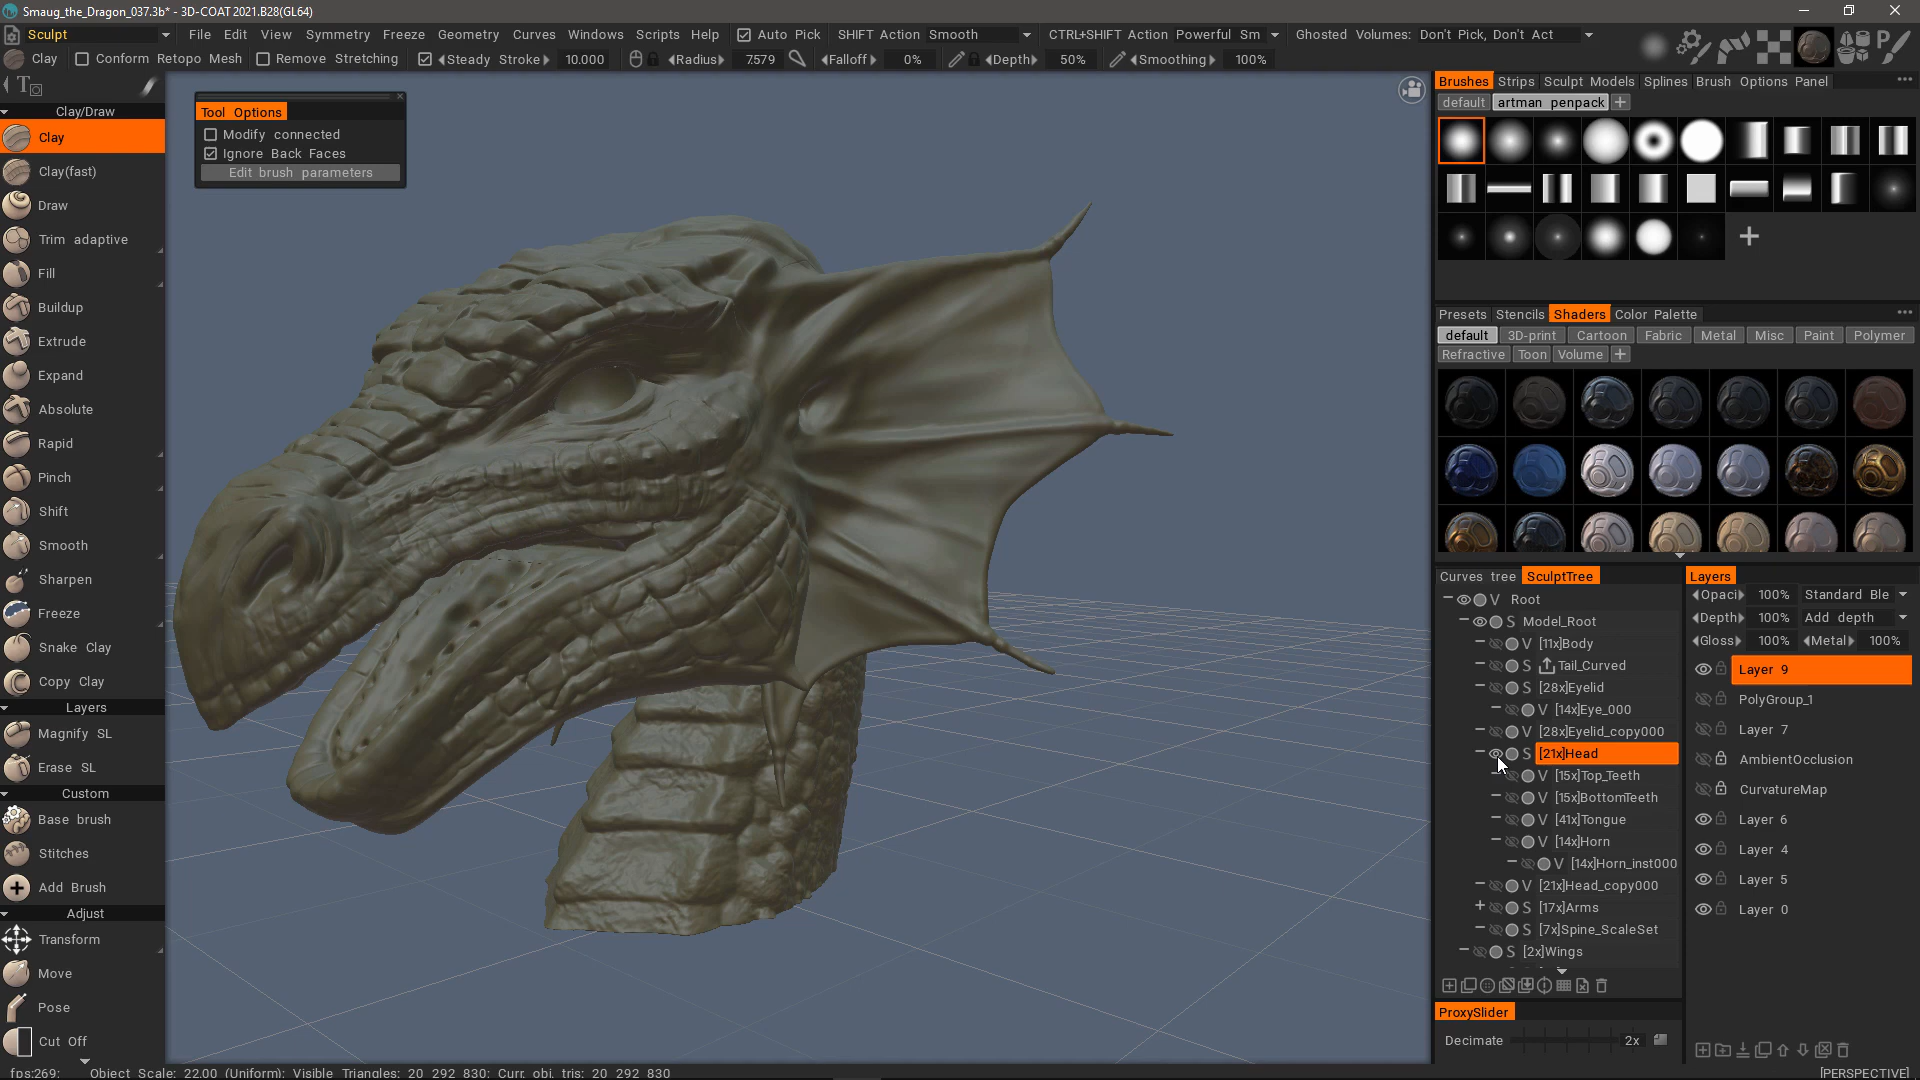 Smaug_the_Dragon_037.3b* - 3D-COAT 2021.B28(GL64)
Sculpt File Edit View Symmetry Freeze Geometry Curves Windows Scripts Help Auto Pick SHIFT Action Smooth CTRL+SHIFT Action Powerful Sm Ghosted Volumes: Don't Pick, Don't Act
Clay Conform Retopo Mesh Remove Stretching Steady Stroke 10.000 Radius 7.579 Falloff 0% Depth 50% Smoothing 100%
Clay/Draw
Clay
Clay(fast)
Draw
Trim adaptive
Fill
Buildup
Extrude
Expand
Absolute
Rapid
Pinch
Shift
Smooth
Sharpen
Freeze
Snake Clay
Copy Clay
Layers
Magnify SL
Erase SL
Custom
Base brush
Stitches
Add Brush
Adjust
Transform
Move
Pose
Cut Off
Tool Options
Modify connected
Ignore Back Faces
Edit brush parameters
Brushes Strips Sculpt Models Splines Brush Options Panel
default artman penpack
Presets Stencils Shaders Color Palette
default 3D-print Cartoon Fabric Metal Misc Paint Polymer
Refractive Toon Volume
Curves tree SculptTree
V Root
S Model_Root
V [11x]Body
S Tail_Curved
S [28x]Eyelid
V [14x]Eye_000
V [28x]Eyelid_copy000
S [21x]Head
V [15x]Top_Teeth
V [15x]BottomTeeth
V [41x]Tongue
V [14x]Horn
V [14x]Horn_inst000
V [21x]Head_copy000
S [17x]Arms
S [7x]Spine_ScaleSet
S [2x]Wings
ProxySlider
Decimate 2x
Layers
Opaci 100% Standard Ble
Depth 100% Add depth
Gloss 100% Metal 100%
Layer 9
PolyGroup_1
Layer 7
AmbientOcclusion
CurvatureMap
Layer 6
Layer 4
Layer 5
Layer 0
fps:269; Object Scale: 22.00 (Uniform); Visible Triangles: 20 292 830; Curr. obj. tris: 20 292 830
[PERSPECTIVE]